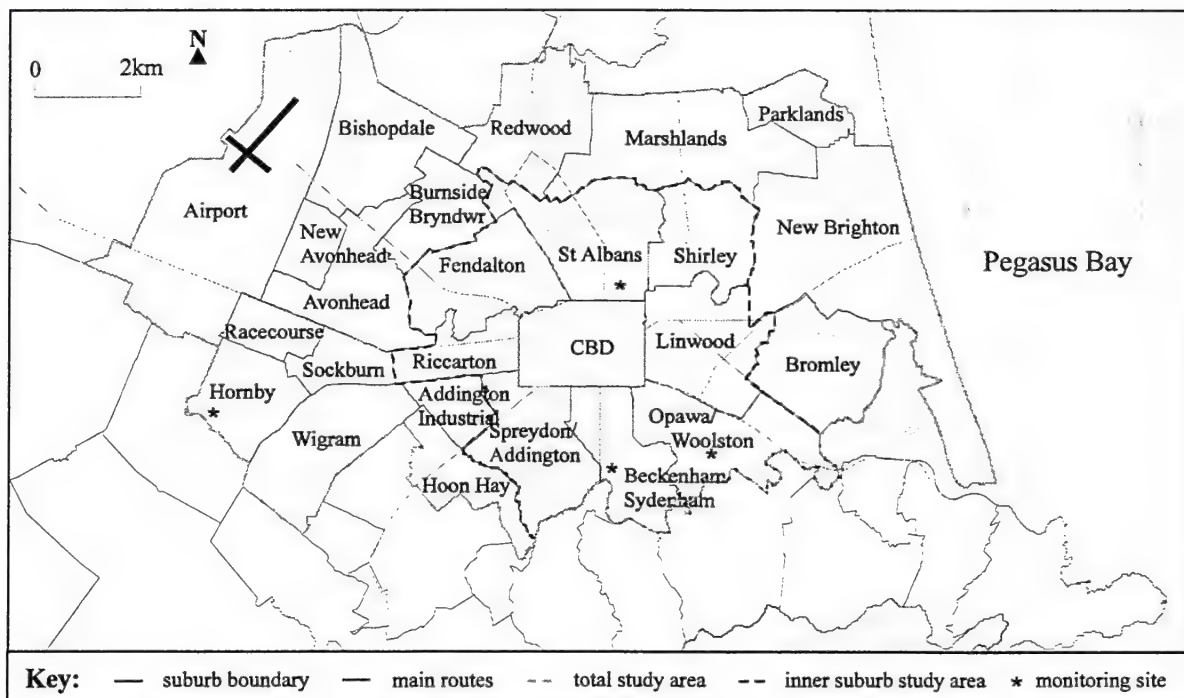 N
0 2km
Bishopdale
Redwood
Marshlands
Parklands
Airport
Burnside/
Bryndwr
New
Avonhead
Fendalton
St Albans
Shirley
New Brighton
Pegasus Bay
Avonhead
Racecourse
Sockburn
Riccarton
CBD
Linwood
Bromley
Hornby
Addington
Industrial
Wigram
Spreydon/
Addington
Opawa/
Woolston
Hoon Hay
Beckenham/
Sydenham
Key: suburb boundary main routes total study area inner suburb study area * monitoring site